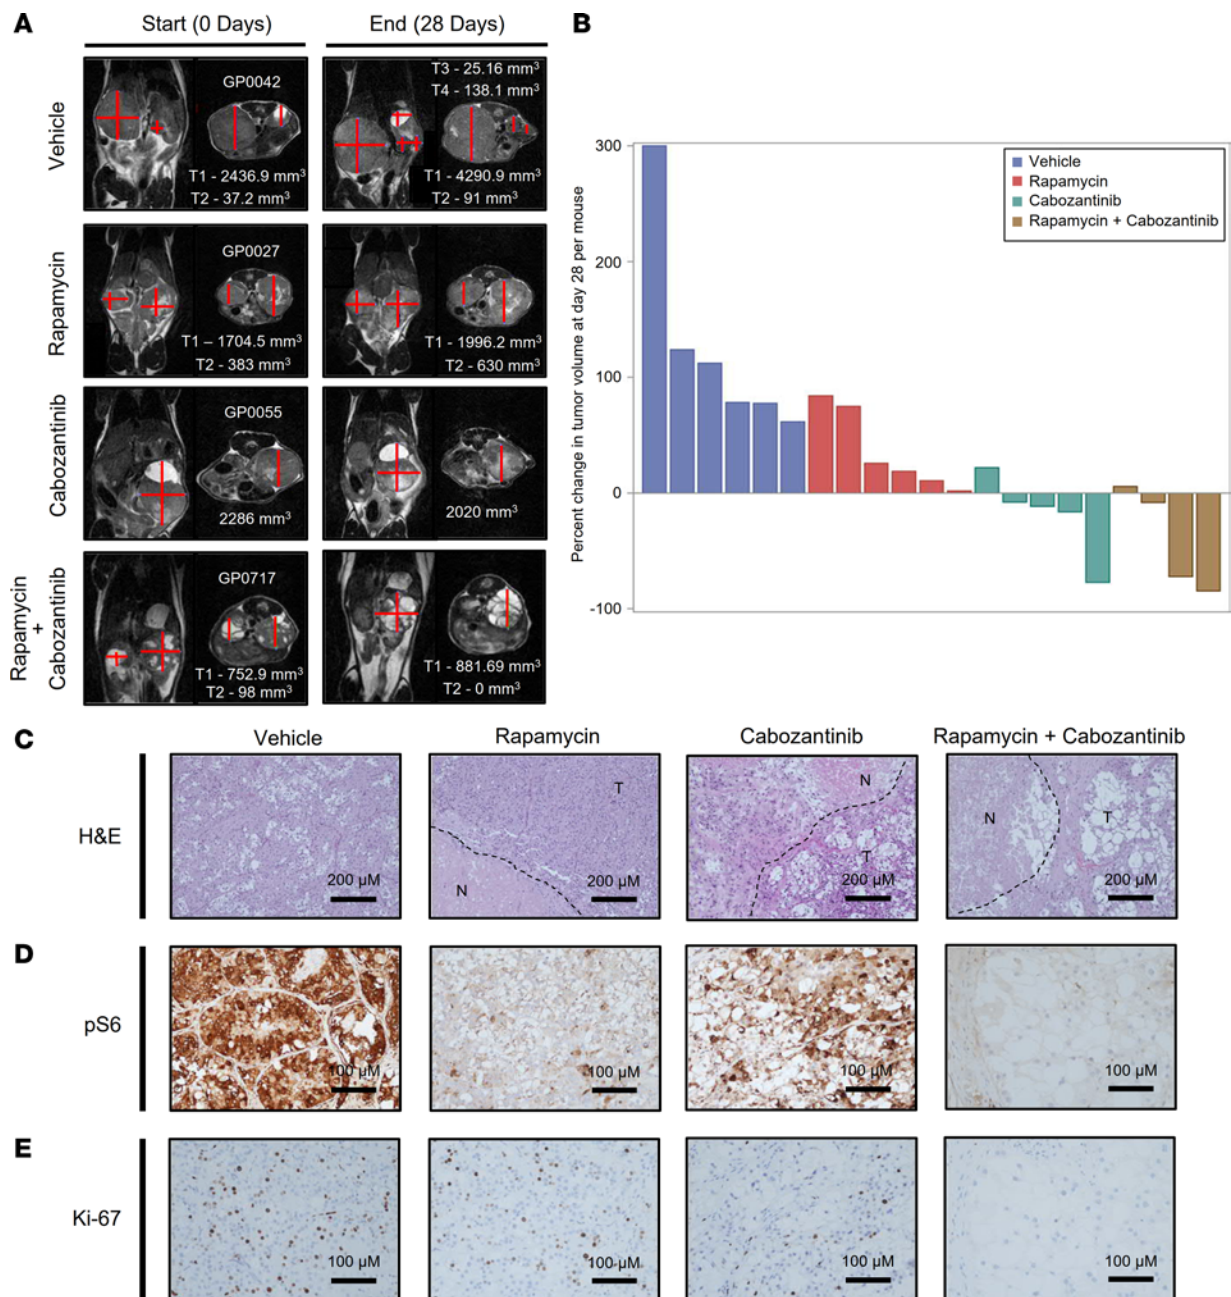 A
Start (0 Days)
End (28 Days)
Vehicle
GP0042
T1 - 2436.9 mm³
T2 - 37.2 mm³
T3 - 25.16 mm³
T4 - 138.1 mm³
T1 - 4290.9 mm³
T2 - 91 mm³
Rapamycin
GP0027
T1 – 1704.5 mm³
T2 - 383 mm³
T1 - 1996.2 mm³
T2 - 630 mm³
Cabozantinib
GP0055
2286 mm³
2020 mm³
Rapamycin
+
Cabozantinib
GP0717
T1 - 752.9 mm³
T2 - 98 mm³
T1 - 881.69 mm³
T2 - 0 mm³
B
Percent change in tumor volume at day 28 per mouse
300
200
100
0
-100
Vehicle
Rapamycin
Cabozantinib
Rapamycin + Cabozantinib
C
Vehicle
Rapamycin
Cabozantinib
Rapamycin + Cabozantinib
H&E
200 µM
T
N
200 µM
N
T
200 µM
N
T
200 µM
D
pS6
100 µM
100 µM
100 µM
100 µM
E
Ki-67
100 µM
100 µM
100 µM
100 µM